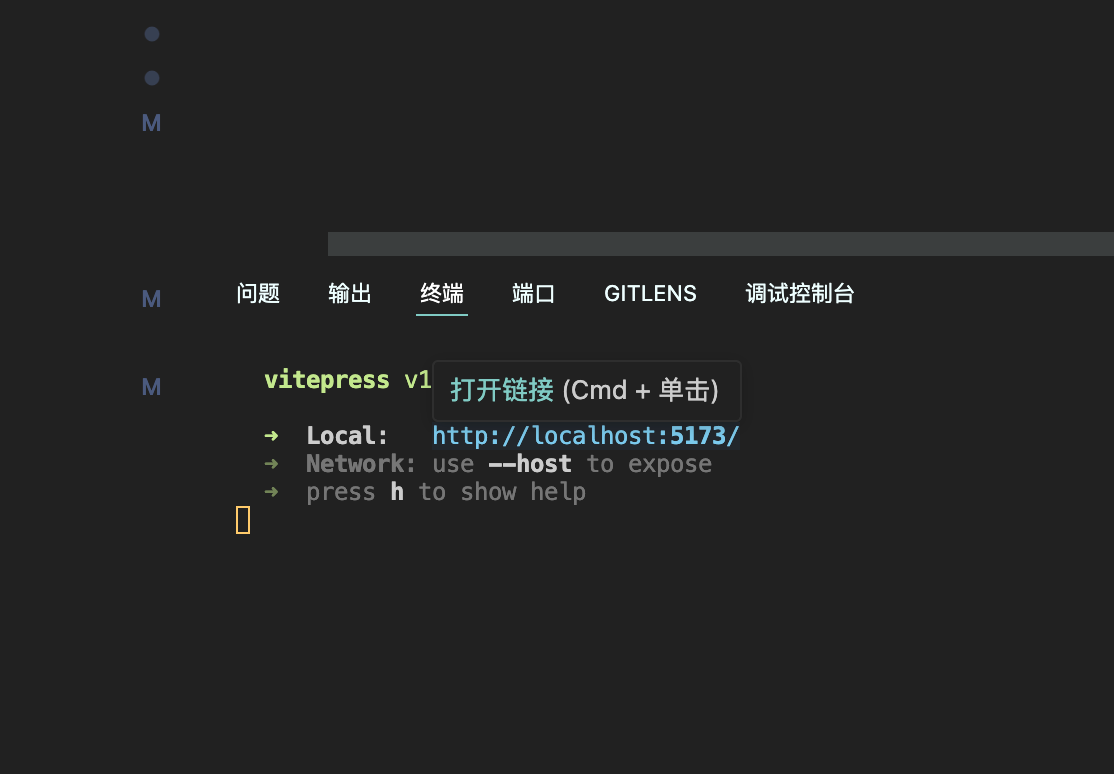 M
M
M
问题 输出 终端 端口 GITLENS 调试控制台
vitepress v1
打开链接 (Cmd + 单击)
➜ Local: http://localhost:5173/
➜ Network: use --host to expose
➜ press h to show help